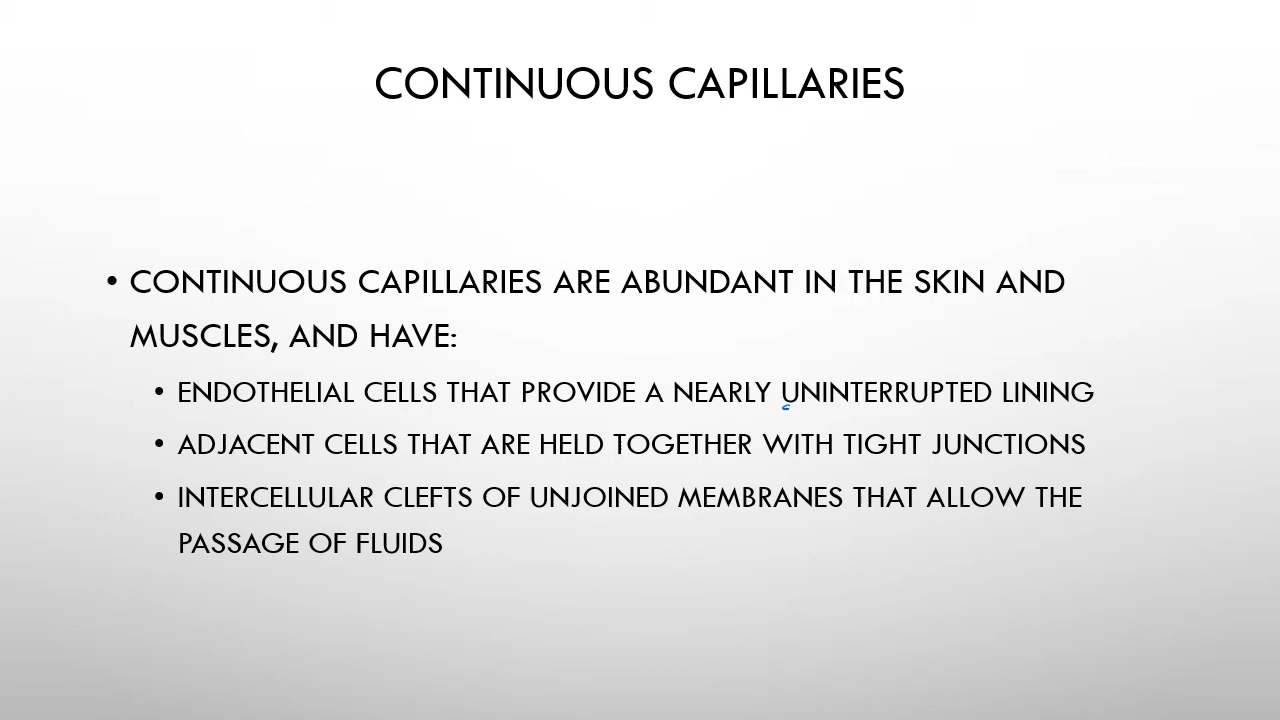 CONTINUOUS CAPILLARIES
• CONTINUOUS CAPILLARIES ARE ABUNDANT IN THE SKIN AND
MUSCLES, AND HAVE:
• ENDOTHELIAL CELLS THAT PROVIDE A NEARLY UNINTERRUPTED LINING
• ADJACENT CELLS THAT ARE HELD TOGETHER WITH TIGHT JUNCTIONS
• INTERCELLULAR CLEFTS OF UNJOINED MEMBRANES THAT ALLOW THE
PASSAGE OF FLUIDS